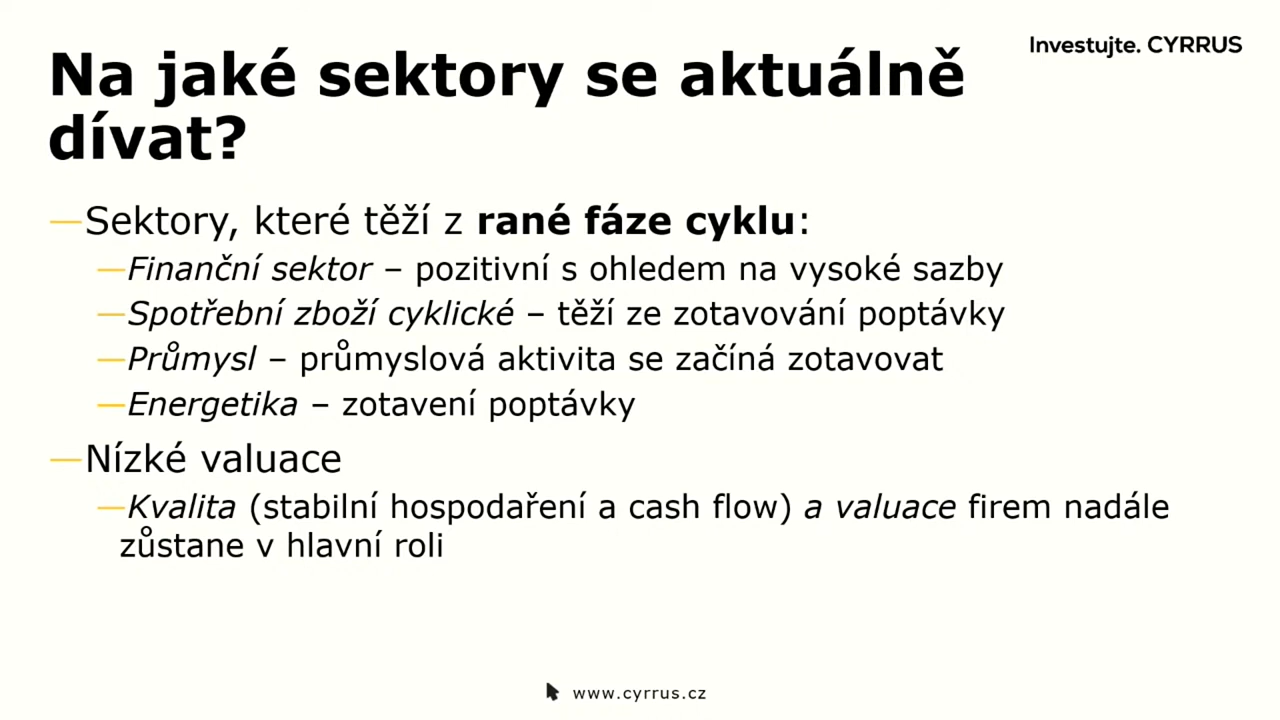 Investujte. CYRRUS
Na jaké sektory se aktuálně
dívat?
—Sektory, které těží z rané fáze cyklu:
—Finanční sektor – pozitivní s ohledem na vysoké sazby
—Spotřební zboží cyklické – těží ze zotavování poptávky
—Průmysl – průmyslová aktivita se začíná zotavovat
—Energetika – zotavení poptávky
—Nízké valuace
—Kvalita (stabilní hospodaření a cash flow) a valuace firem nadále
zůstane v hlavní roli
www.cyrrus.cz